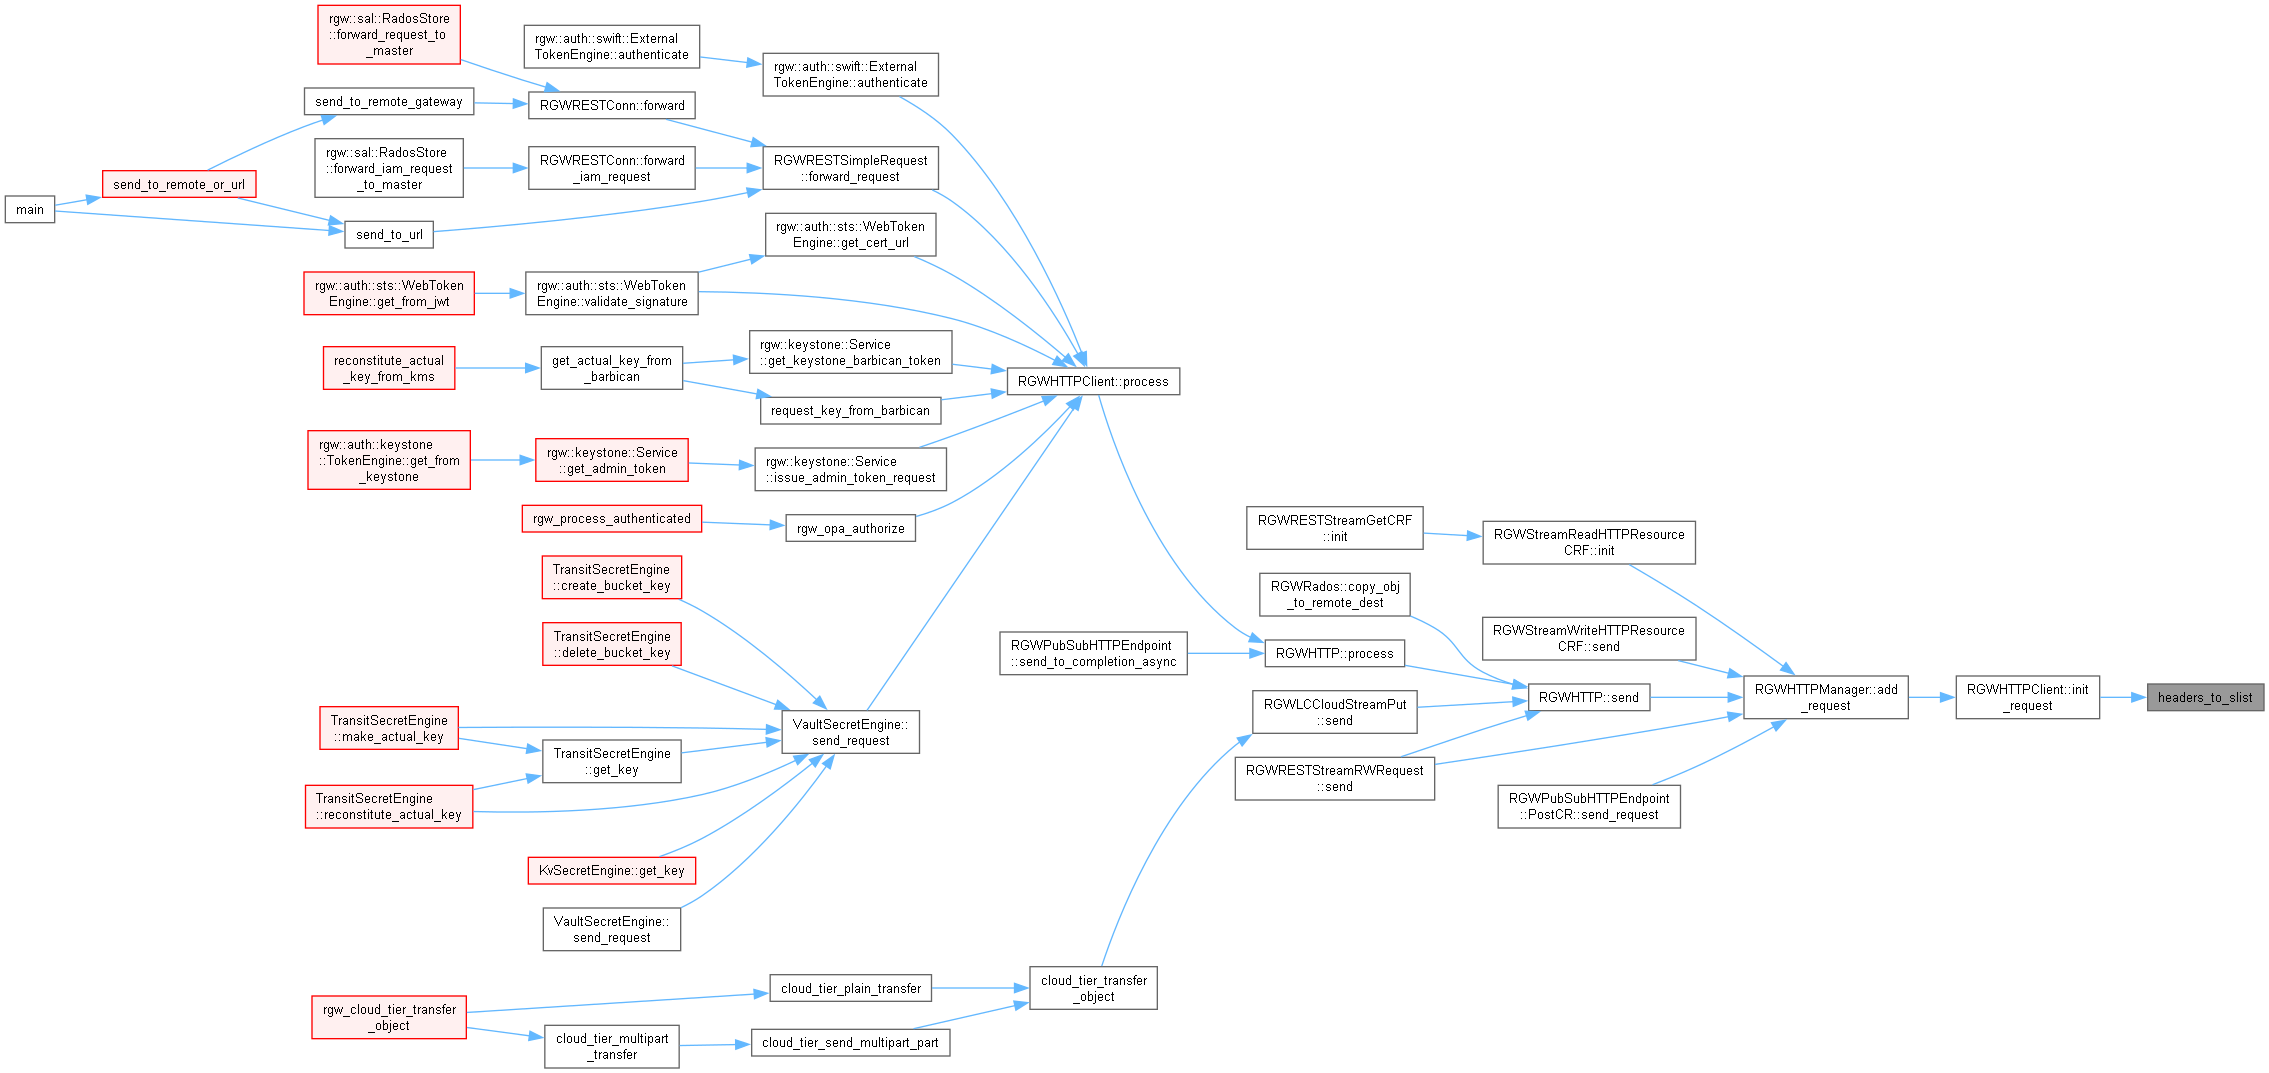 rgw::sal::RadosStore
::forward_request_to
_master
send_to_remote_gateway
rgw::sal::RadosStore
::forward_iam_request
_to_master
send_to_remote_or_url
main
send_to_url
rgw::auth::swift::External
TokenEngine::authenticate
RGWRESTConn::forward
RGWRESTConn::forward
_iam_request
rgw::auth::swift::External
TokenEngine::authenticate
RGWRESTSimpleRequest
::forward_request
rgw::auth::sts::WebToken
Engine::get_cert_url
rgw::auth::sts::WebToken
Engine::get_from_jwt
rgw::auth::sts::WebToken
Engine::validate_signature
reconstitute_actual
_key_from_kms
get_actual_key_from
_barbican
rgw::keystone::Service
::get_keystone_barbican_token
request_key_from_barbican
RGWHTTPClient::process
rgw::auth::keystone
::TokenEngine::get_from
_keystone
rgw::keystone::Service
::get_admin_token
rgw::keystone::Service
::issue_admin_token_request
rgw_process_authenticated
rgw_opa_authorize
TransitSecretEngine
::create_bucket_key
TransitSecretEngine
::delete_bucket_key
TransitSecretEngine
::make_actual_key
TransitSecretEngine
::get_key
TransitSecretEngine
::reconstitute_actual_key
VaultSecretEngine::
send_request
KvSecretEngine::get_key
VaultSecretEngine::
send_request
rgw_cloud_tier_transfer
_object
cloud_tier_plain_transfer
cloud_tier_multipart
_transfer
cloud_tier_send_multipart_part
cloud_tier_transfer
_object
RGWPubSubHTTPEndpoint
::send_to_completion_async
RGWRESTStreamGetCRF
::init
RGWRados::copy_obj
_to_remote_dest
RGWHTTP::process
RGWLCCloudStreamPut
::send
RGWRESTStreamRWRequest
::send
RGWStreamReadHTTPResource
CRF::init
RGWStreamWriteHTTPResource
CRF::send
RGWHTTP::send
RGWPubSubHTTPEndpoint
::PostCR::send_request
RGWHTTPManager::add
_request
RGWHTTPClient::init
_request
headers_to_slist